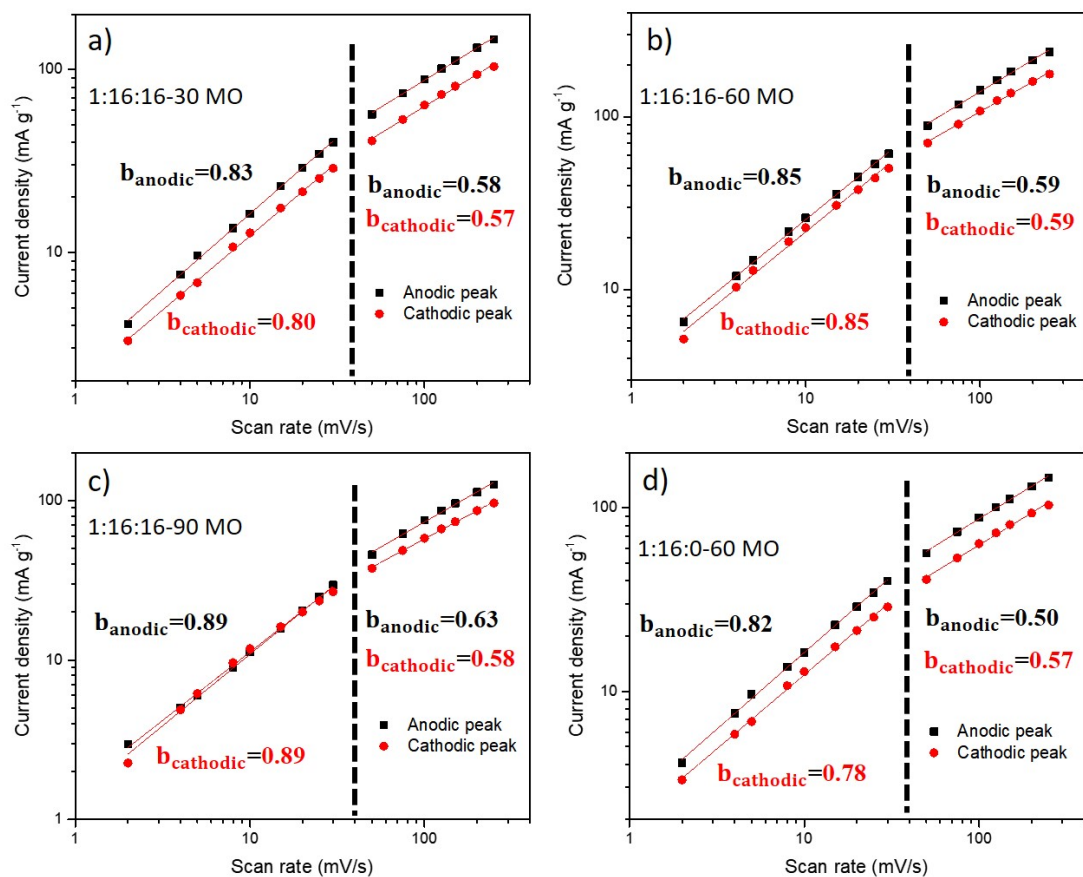 a)
1:16:16-30 MO
b_anodic=0.83
b_cathodic=0.80
b_anodic=0.58
b_cathodic=0.57
Anodic peak
Cathodic peak
100
10
1 10 100
Scan rate (mV/s)
Current density (mA g⁻¹)
b)
1:16:16-60 MO
b_anodic=0.85
b_cathodic=0.85
b_anodic=0.59
b_cathodic=0.59
Anodic peak
Cathodic peak
100
10
1 10 100
Scan rate (mV/s)
Current density (mA g⁻¹)
c)
1:16:16-90 MO
b_anodic=0.89
b_cathodic=0.89
b_anodic=0.63
b_cathodic=0.58
Anodic peak
Cathodic peak
100
10
1
1 10 100
Scan rate (mV/s)
Current density (mA g⁻¹)
d)
1:16:0-60 MO
b_anodic=0.82
b_cathodic=0.78
b_anodic=0.50
b_cathodic=0.57
Anodic peak
Cathodic peak
100
10
1 10 100
Scan rate (mV/s)
Current density (mA g⁻¹)